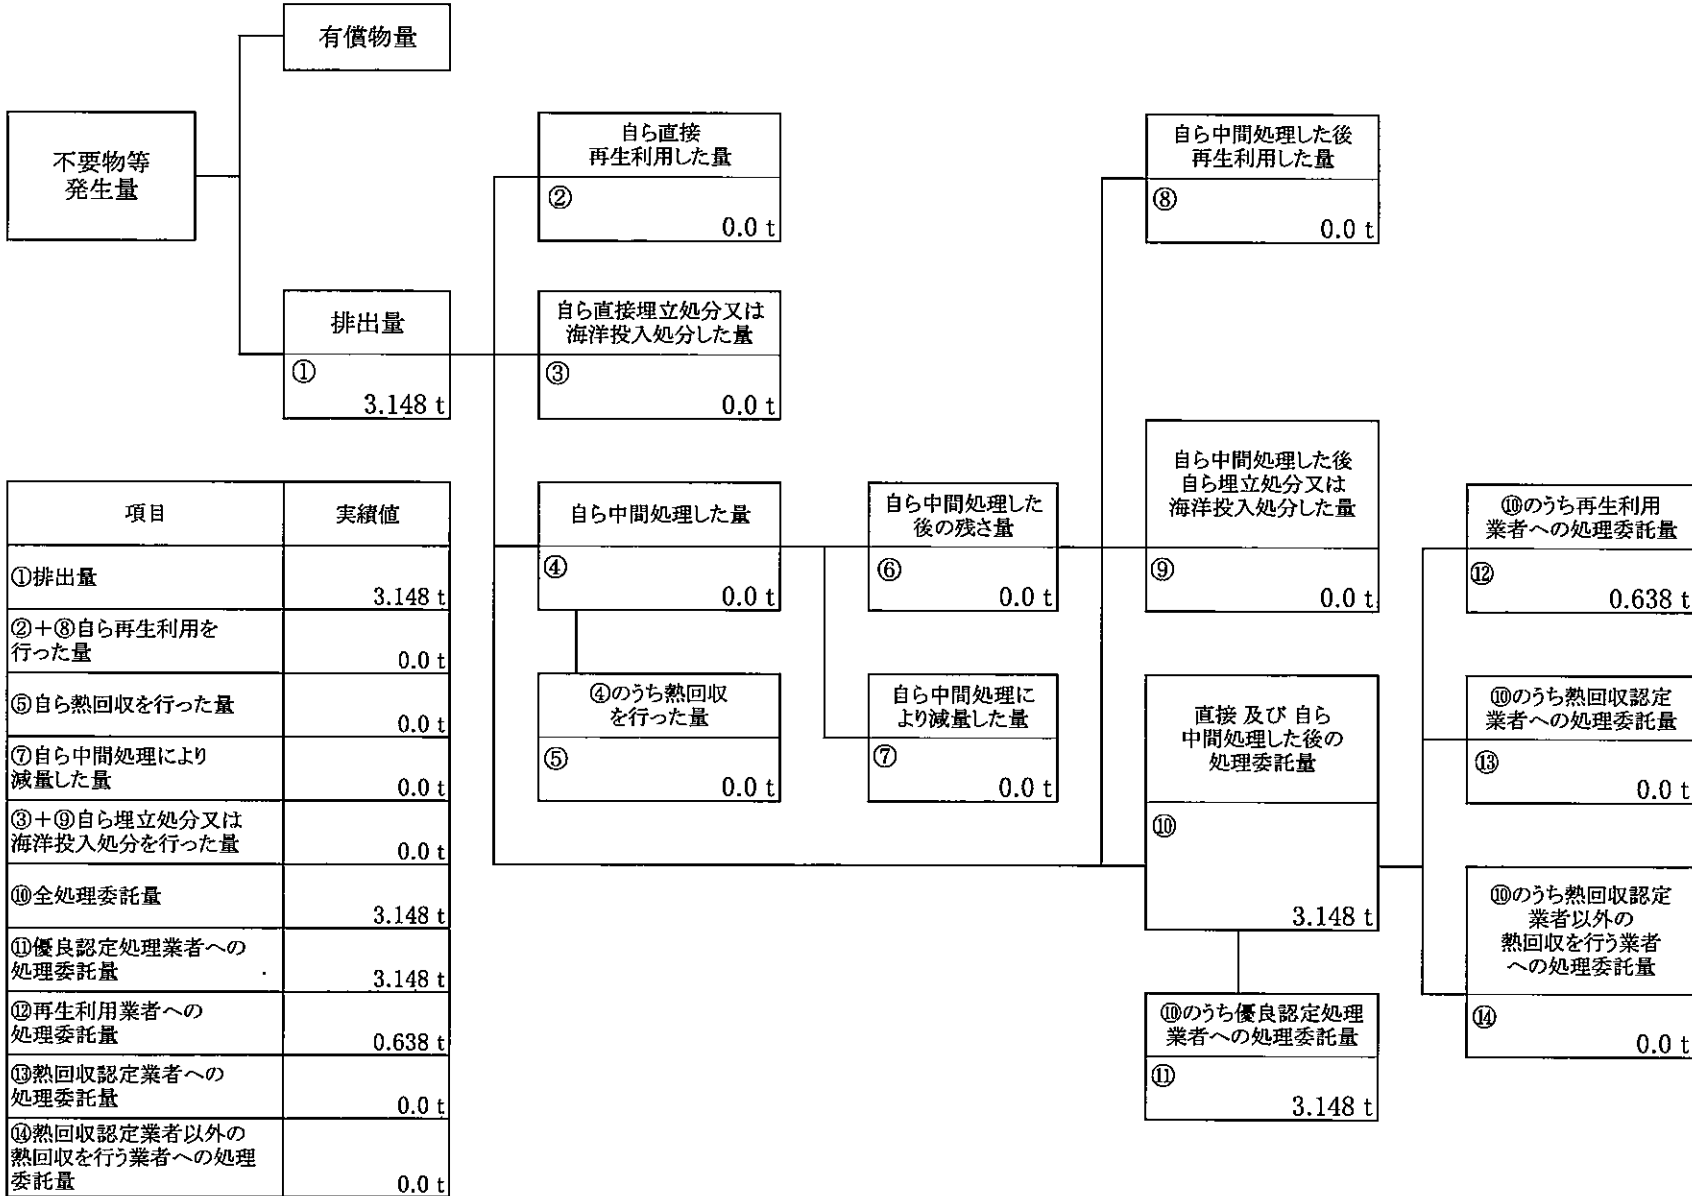 有償物量
不要物等
発生量
排出量
①
3.148 t
自ら直接
再生利用した量
②
0.0 t
自ら直接埋立処分又は
海洋投入処分した量
③
0.0 t
自ら中間処理した量
④
0.0 t
④のうち熱回収
を行った量
⑤
0.0 t
自ら中間処理した
後の残さ量
⑥
0.0 t
自ら中間処理に
より減量した量
⑦
0.0 t
自ら中間処理した後
再生利用した量
⑧
0.0 t
自ら中間処理した後
自ら埋立処分又は
海洋投入処分した量
⑨
0.0 t
直接 及び 自ら
中間処理した後の
処理委託量
⑩
3.148 t
⑩のうち優良認定処理
業者への処理委託量
⑪
3.148 t
⑩のうち再生利用
業者への処理委託量
⑫
0.638 t
⑩のうち熱回収認定
業者への処理委託量
⑬
0.0 t
⑩のうち熱回収認定
業者以外の
熱回収を行う業者
への処理委託量
⑭
0.0 t
項目 実績値
①排出量
3.148 t
②+⑧自ら再生利用を
行った量
0.0 t
⑤自ら熱回収を行った量
0.0 t
⑦自ら中間処理により
減量した量
0.0 t
③+⑨自ら埋立処分又は
海洋投入処分を行った量
0.0 t
⑩全処理委託量
3.148 t
⑪優良認定処理業者への
処理委託量
3.148 t
⑫再生利用業者への
処理委託量
0.638 t
⑬熱回収認定業者への
処理委託量
0.0 t
⑭熱回収認定業者以外の
熱回収を行う業者への処理
委託量
0.0 t